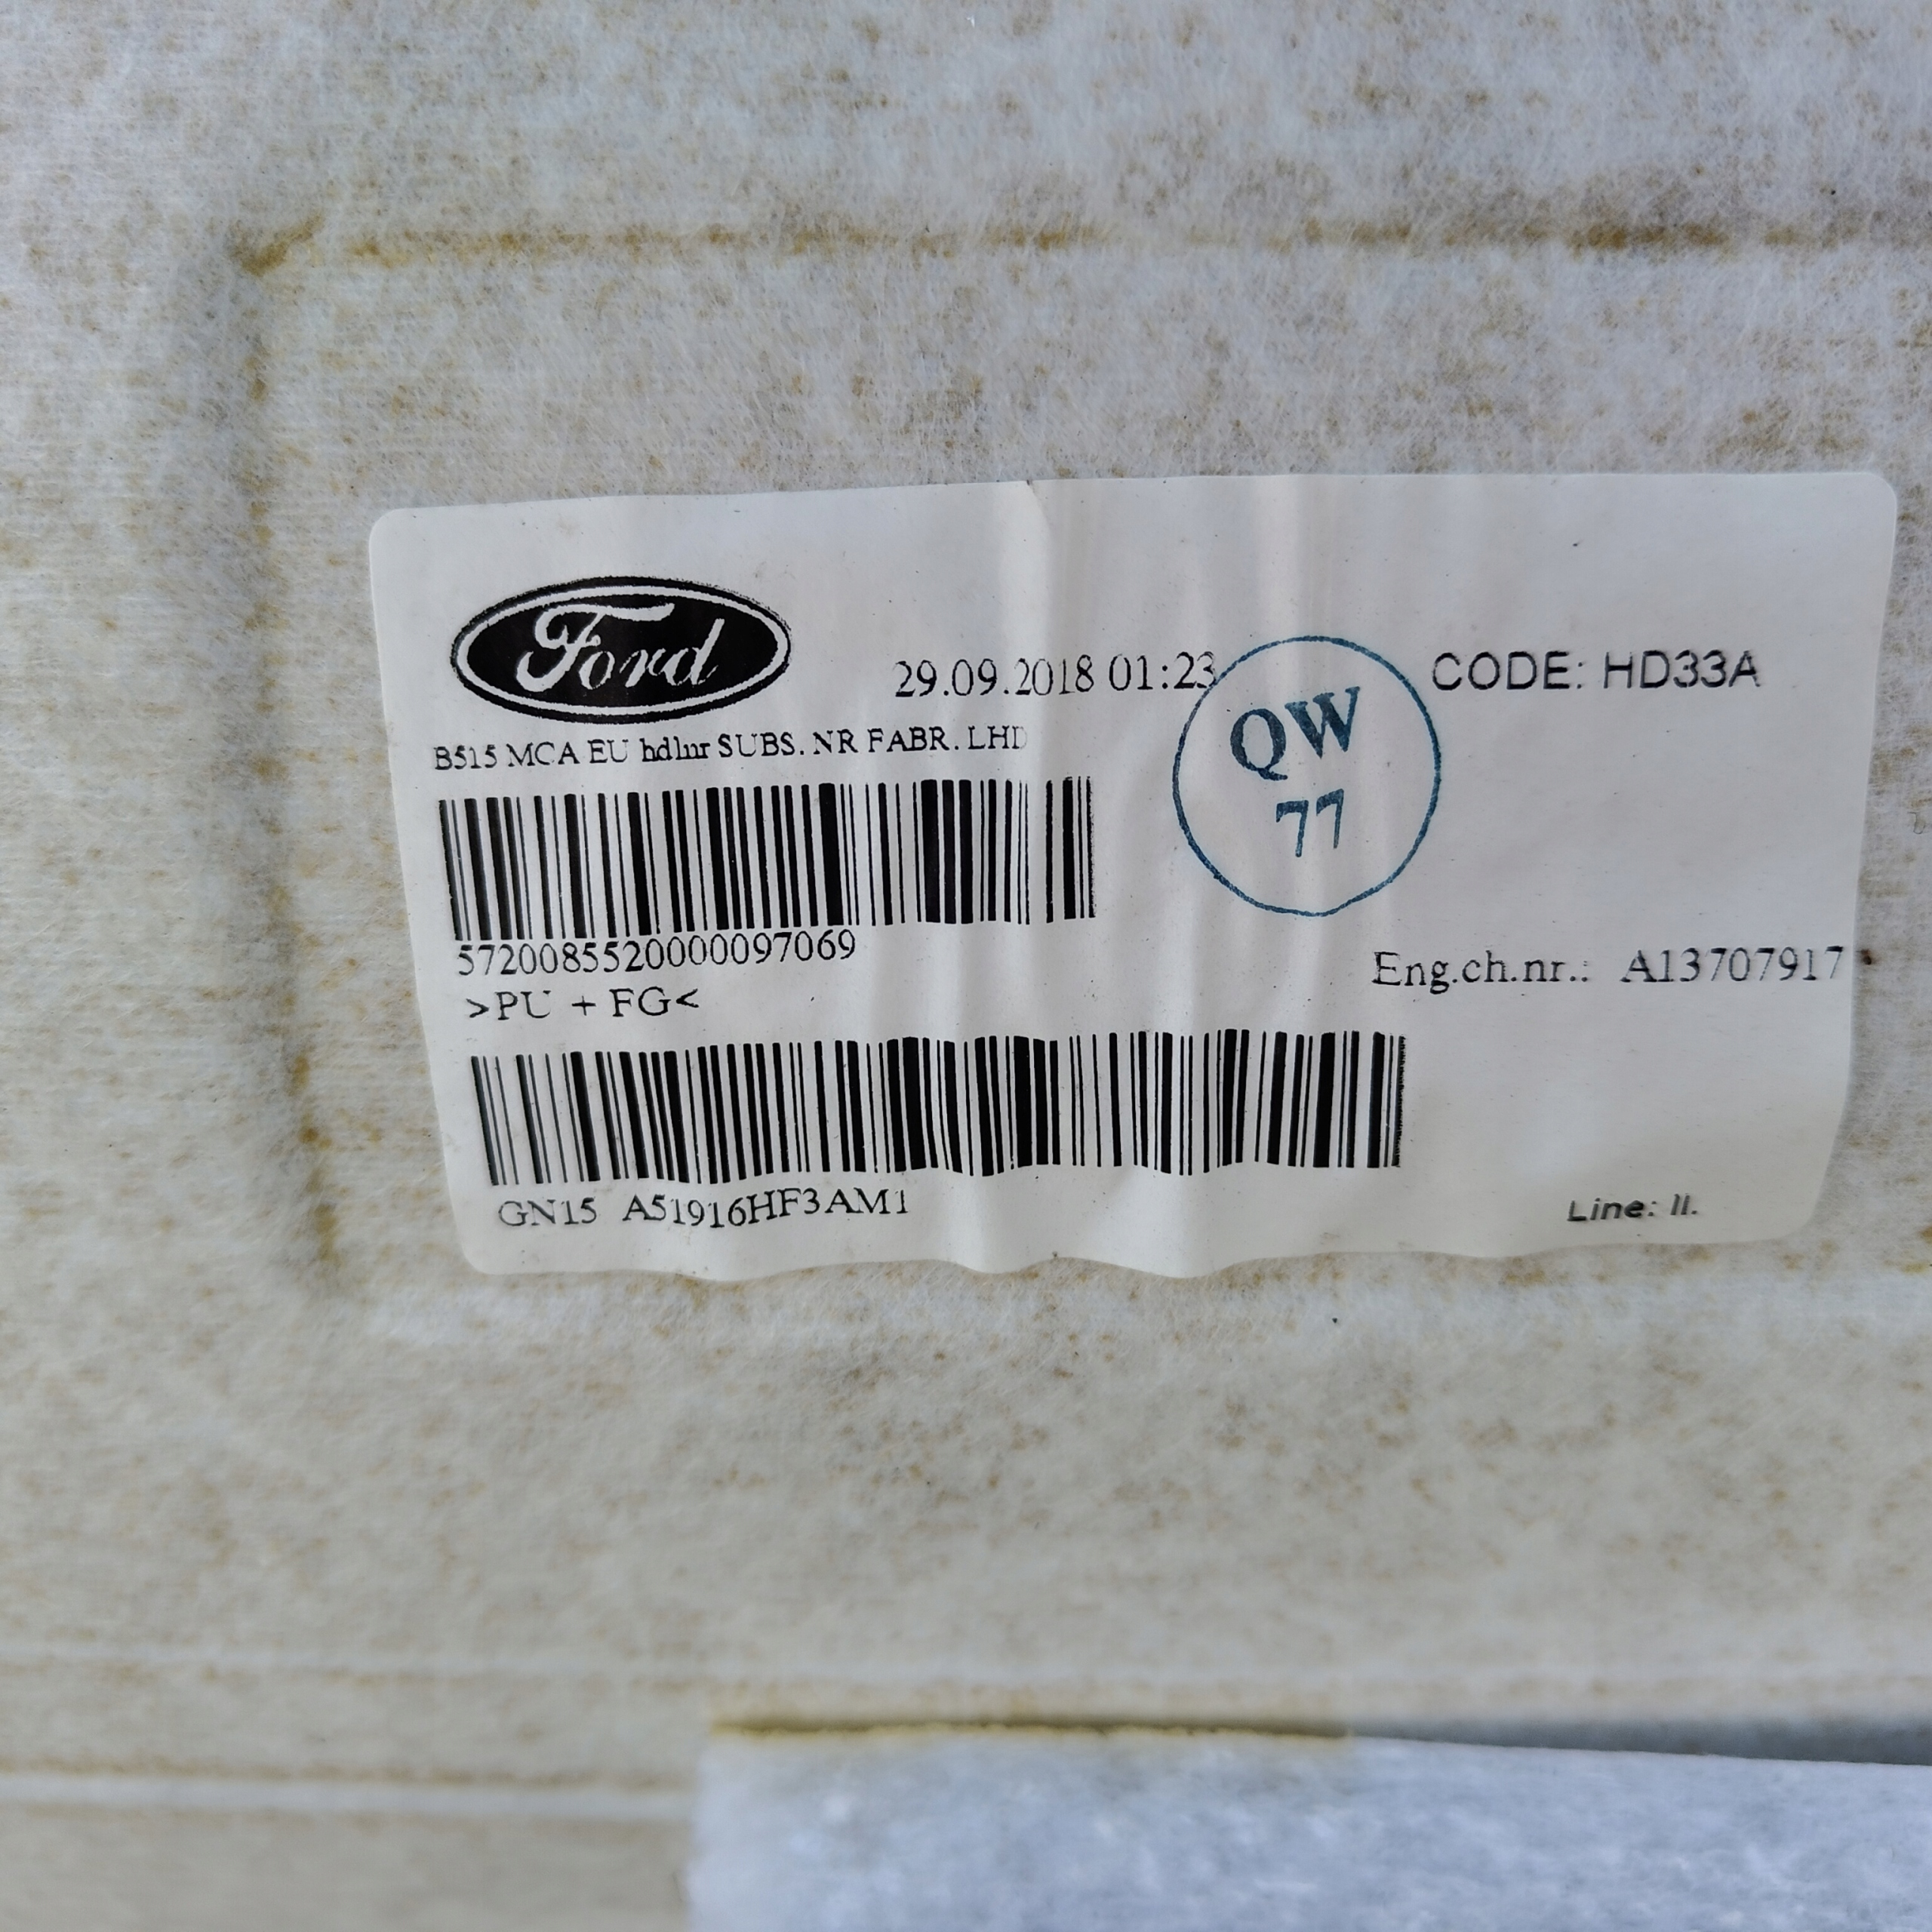 Ford
29.09.2018 01:23
CODE: HD33A
B515 MCA EU hdlnr SUBS. NR FABR. LHD
QW
77
5720085520000097069
Eng.ch.nr.: A13707917
>PU + FG<
GN15 A51916HF3AM1
Line: II.